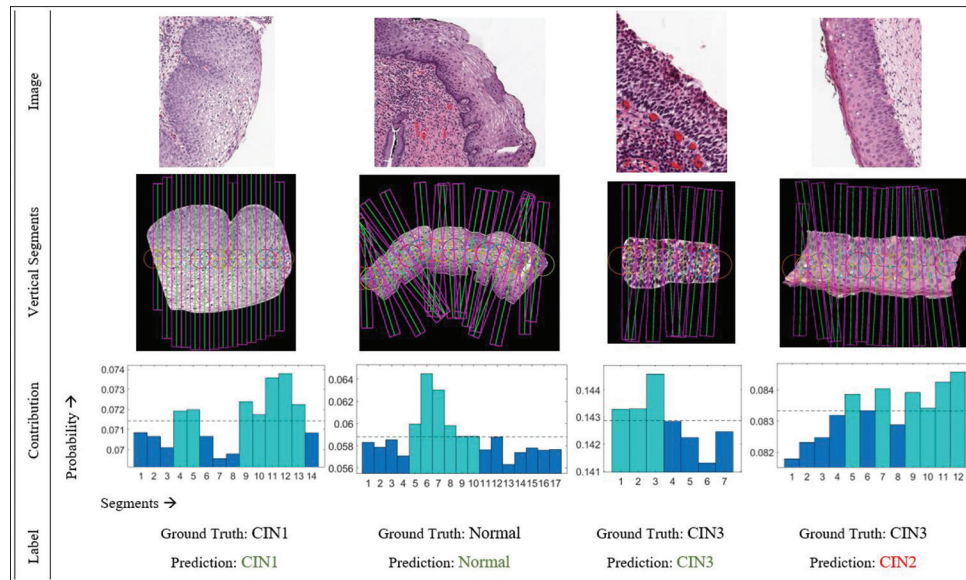 Image
Vertical Segments
Contribution
Probability →
0.074
0.073
0.072
0.071
0.07
1 2 3 4 5 6 7 8 9 10 11 12 13 14
0.064
0.062
0.06
0.058
0.056
1 2 3 4 5 6 7 8 9 10 11 12 13 14 15 16 17
0.144
0.143
0.142
0.141
1 2 3 4 5 6 7
0.084
0.083
0.082
1 2 3 4 5 6 7 8 9 10 11 12
Segments →
Label
Ground Truth: CIN1
Prediction: CIN1
Ground Truth: Normal
Prediction: Normal
Ground Truth: CIN3
Prediction: CIN3
Ground Truth: CIN3
Prediction: CIN2